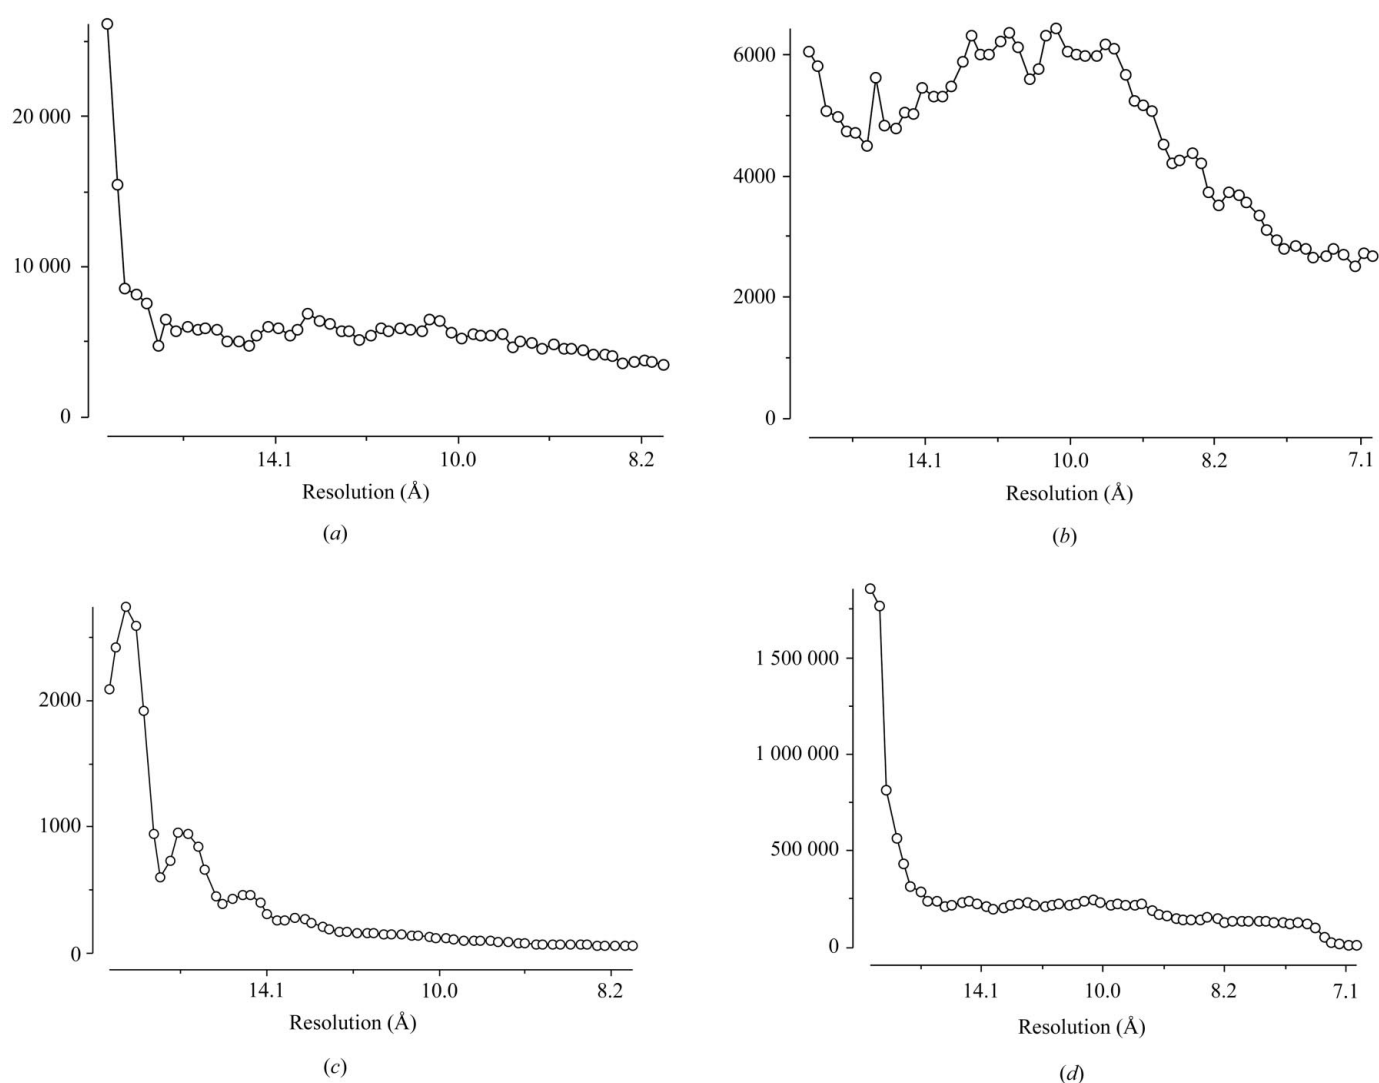 20 000
10 000
0
14.1 10.0 8.2
Resolution (Å)
(a)
6000
4000
2000
0
14.1 10.0 8.2 7.1
Resolution (Å)
(b)
2000
1000
0
14.1 10.0 8.2
Resolution (Å)
(c)
1 500 000
1 000 000
500 000
0
14.1 10.0 8.2 7.1
Resolution (Å)
(d)